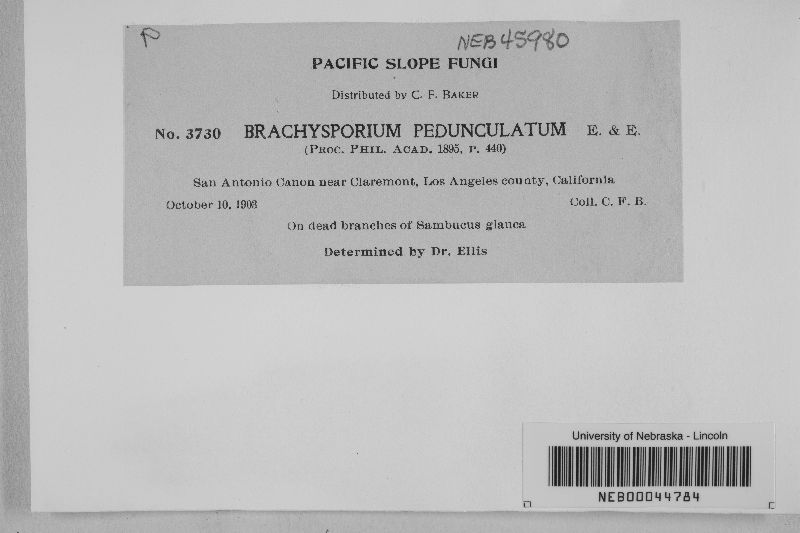 P NEB 45980
PACIFIC SLOPE FUNGI
Distributed by C. F. BAKER
No. 3730 BRACHYSPORIUM PEDUNCULATUM E. & E.
(PROC. PHIL. ACAD. 1895, P. 440)
San Antonio Canon near Claremont, Los Angeles county, California
October 10, 1903 Coll. C. F. B.
On dead branches of Sambucus glauca
Determined by Dr. Ellis
University of Nebraska - Lincoln
NEB00044784